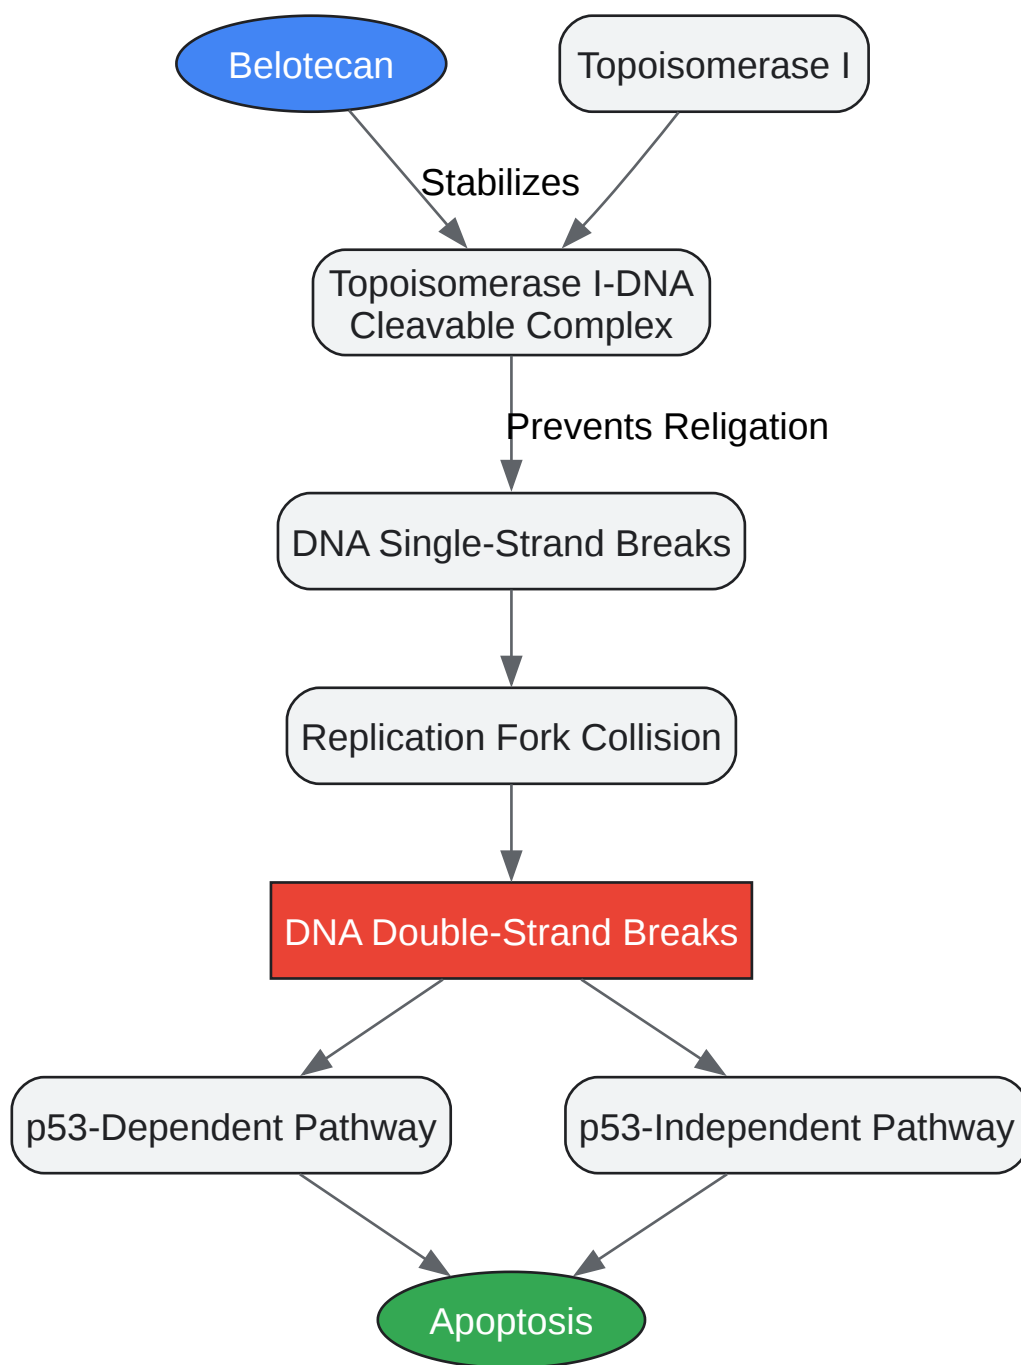 Belotecan
Topoisomerase I
Stabilizes
Topoisomerase I-DNA
Cleavable Complex
Prevents Religation
DNA Single-Strand Breaks
Replication Fork Collision
DNA Double-Strand Breaks
p53-Dependent Pathway
p53-Independent Pathway
Apoptosis